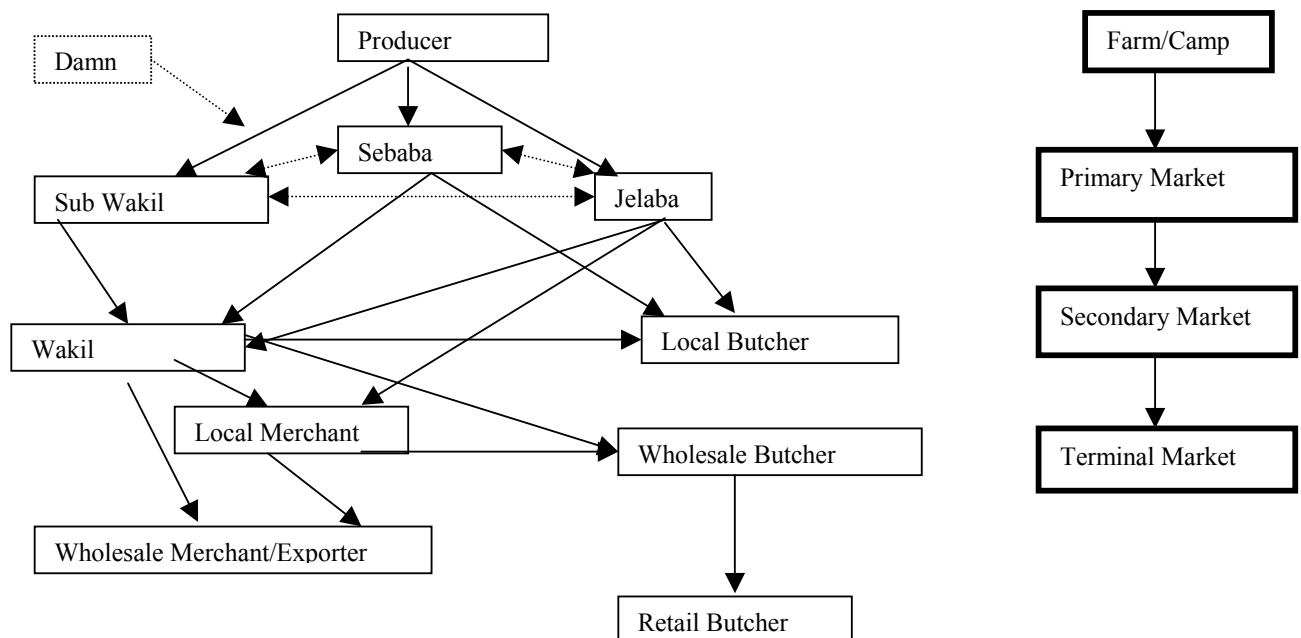 Producer
Farm/Camp
Damn
Sebaba
Primary Market
Sub Wakil
Jelaba
Secondary Market
Wakil
Local Butcher
Local Merchant
Wholesale Butcher
Terminal Market
Wholesale Merchant/Exporter
Retail Butcher